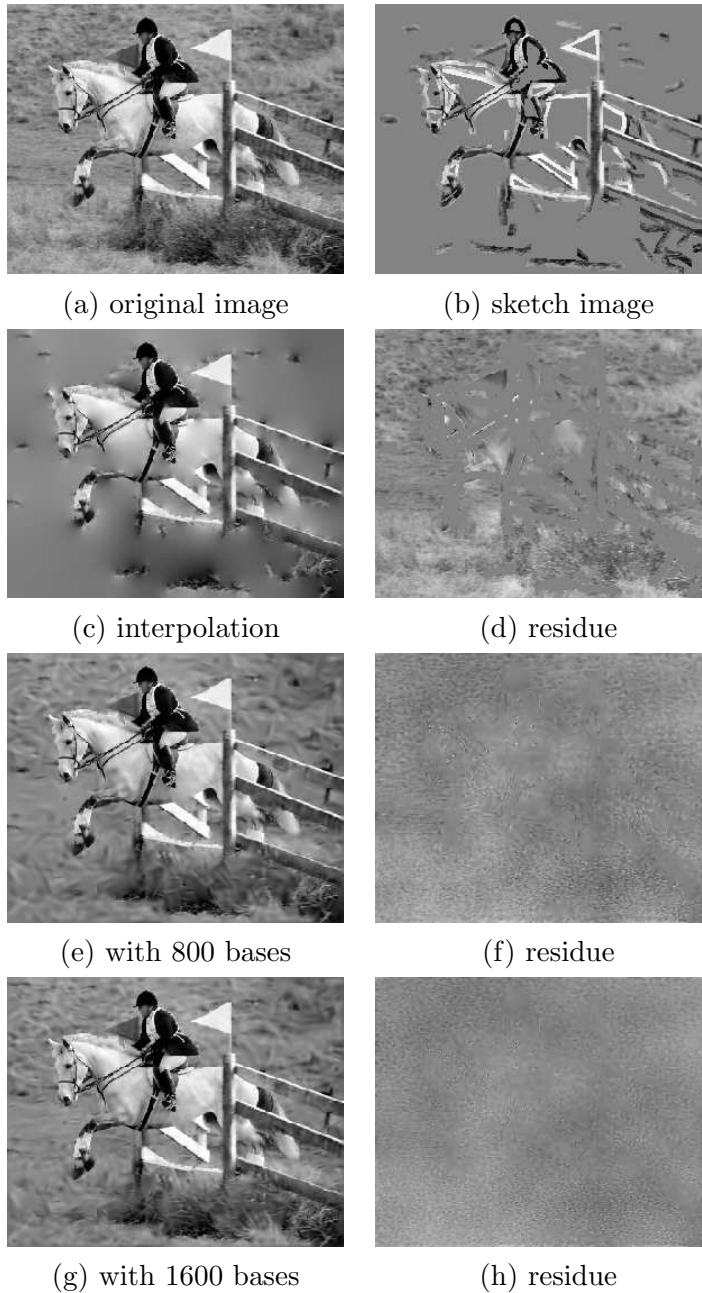 (a) original image
(b) sketch image
(c) interpolation
(d) residue
(e) with 800 bases
(f) residue
(g) with 1600 bases
(h) residue